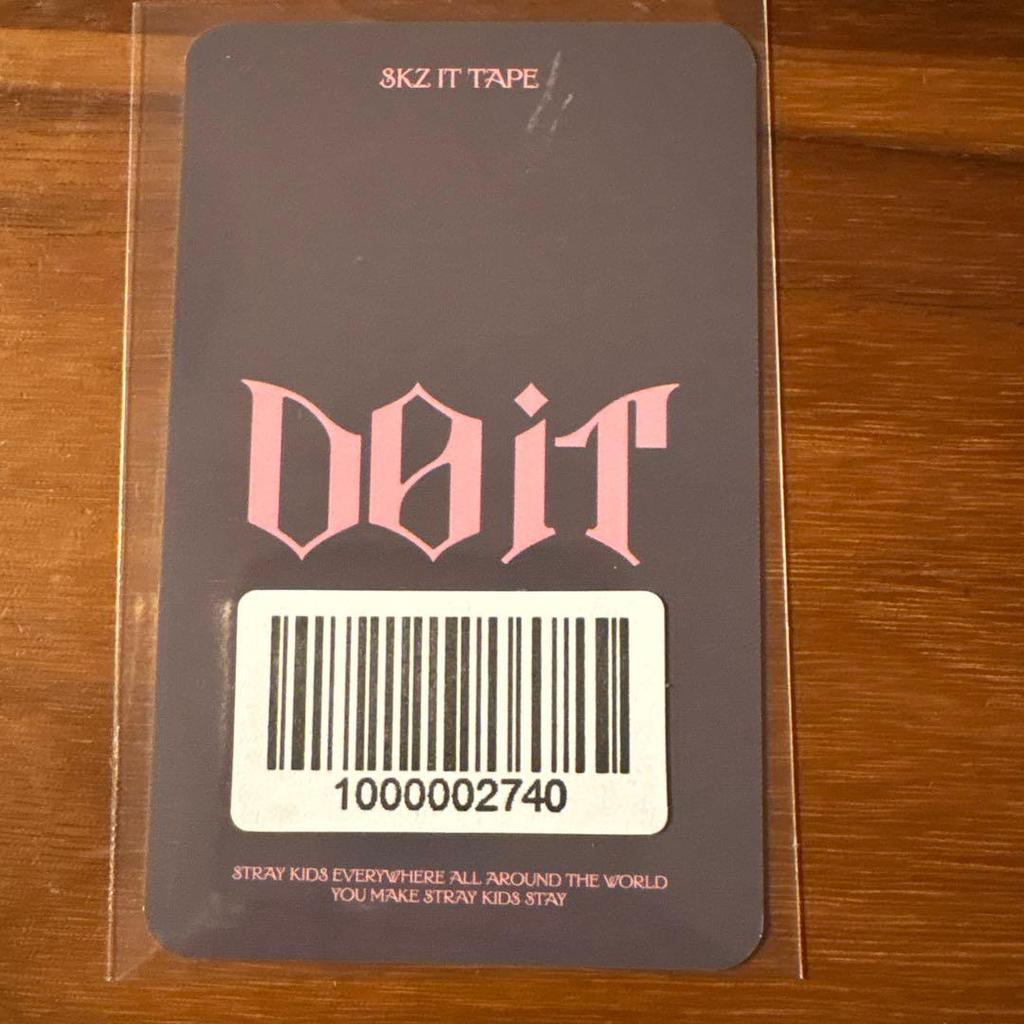 SKZ IT TAPE
DO iT
1000002740
STRAY KIDS EVERYWHERE ALL AROUND THE WORLD
YOU MAKE STRAY KIDS STAY